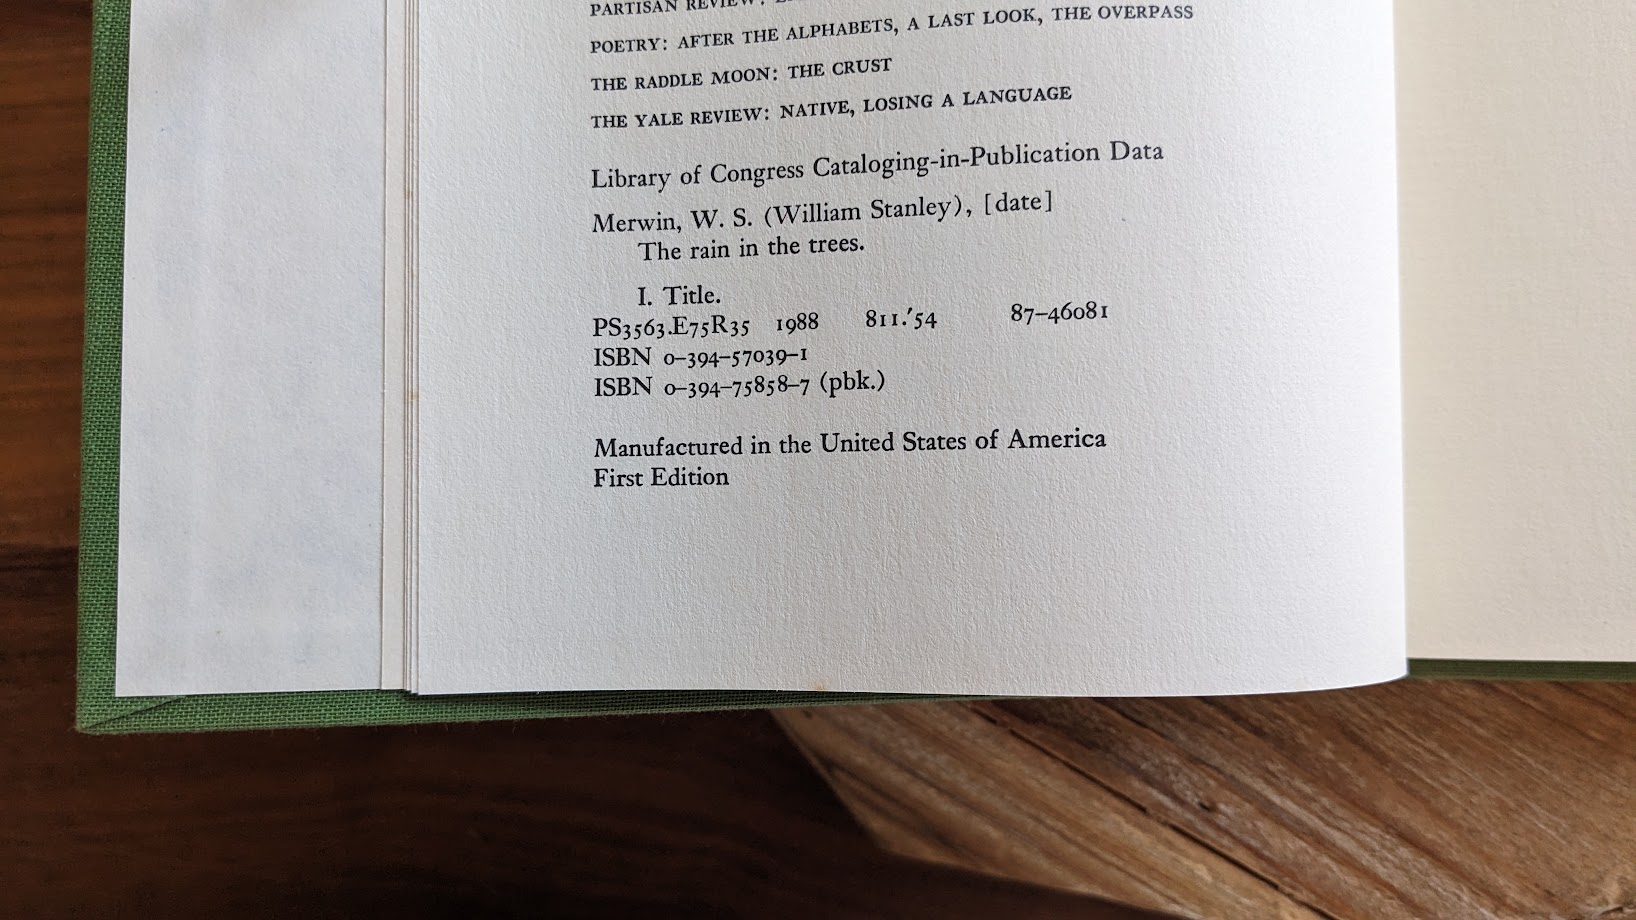 PARTISAN REVIEW:
POETRY: AFTER THE ALPHABETS, A LAST LOOK, THE OVERPASS
THE RADDLE MOON: THE CRUST
THE YALE REVIEW: NATIVE, LOSING A LANGUAGE
Library of Congress Cataloging-in-Publication Data
Merwin, W. S. (William Stanley), [date]
The rain in the trees.
I. Title.
PS3563.E75R35 1988 811.'54 87-46081
ISBN 0-394-57039-1
ISBN 0-394-75858-7 (pbk.)
Manufactured in the United States of America
First Edition